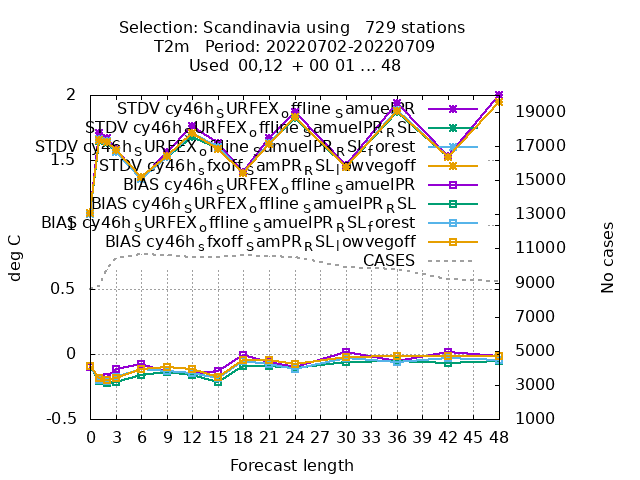 Selection: Scandinavia using   729 stations
T2m   Period: 20220702-20220709
Used  00,12  + 00 01 ... 48
2
1.5
1
0.5
0
-0.5
deg C
STDV cy46h_SURFEX_offline_samuelPR
STDV cy46h_SURFEX_offline_samuelPR_RSL
STDV cy46h_SURFEX_offline_samuelPR_RSL_forest
STDV cy46h_sfxoff_SamPR_RSL_lowvegoff
BIAS cy46h_SURFEX_offline_samuelPR
BIAS cy46h_SURFEX_offline_samuelPR_RSL
BIAS cy46h_SURFEX_offline_samuelPR_RSL_forest
BIAS cy46h_sfxoff_SamPR_RSL_lowvegoff
CASES
19000
17000
15000
13000
11000
9000
7000
5000
3000
1000
No cases
0 3 6 9 12 15 18 21 24 27 30 33 36 39 42 45 48
Forecast length